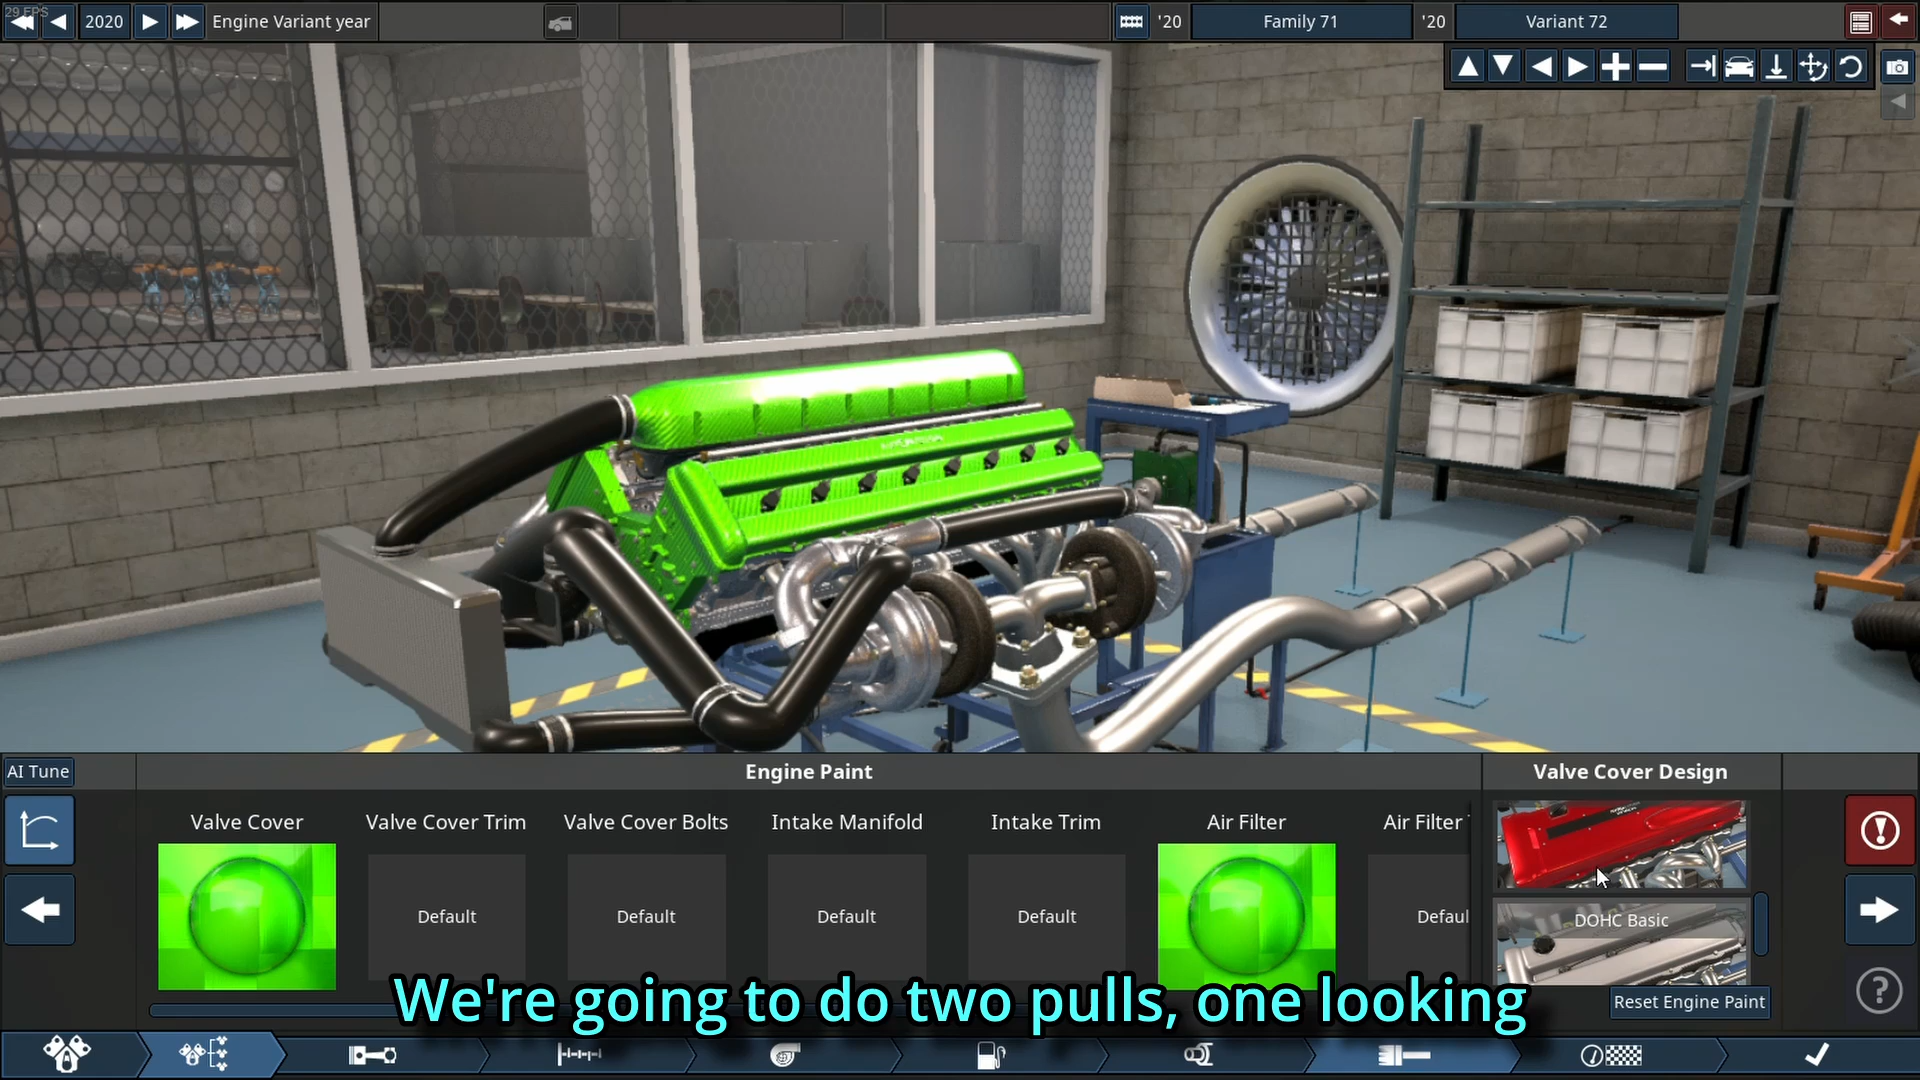 29 FPS
2020
Engine Variant year
'20
Family 71
'20
Variant 72
AI Tune
Engine Paint
Valve Cover Design
Valve Cover
Valve Cover Trim
Valve Cover Bolts
Intake Manifold
Intake Trim
Air Filter
Air Filter
Default
Default
Default
Default
Defaul
DOHC Basic
We're going to do two pulls, one looking
Reset Engine Paint